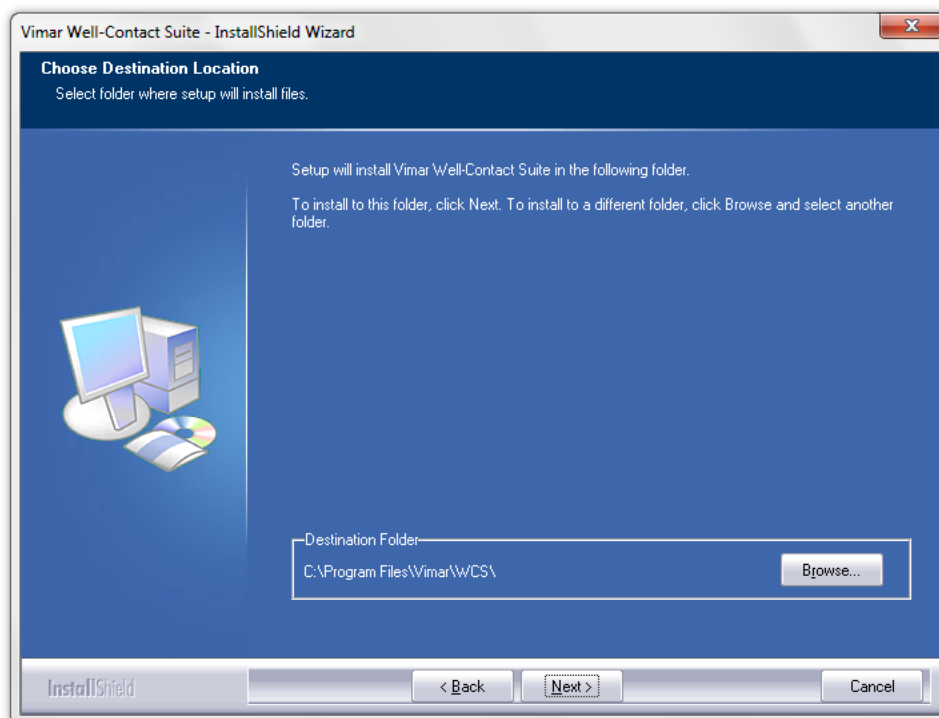 Vimar Well-Contact Suite - InstallShield Wizard
x
Choose Destination Location
Select folder where setup will install files.
Setup will install Vimar Well-Contact Suite in the following folder.
To install to this folder, click Next. To install to a different folder, click Browse and select another
folder.
Destination Folder
C:\Program Files\Vimar\WCS\
Browse...
InstallShield
< Back
Next >
Cancel